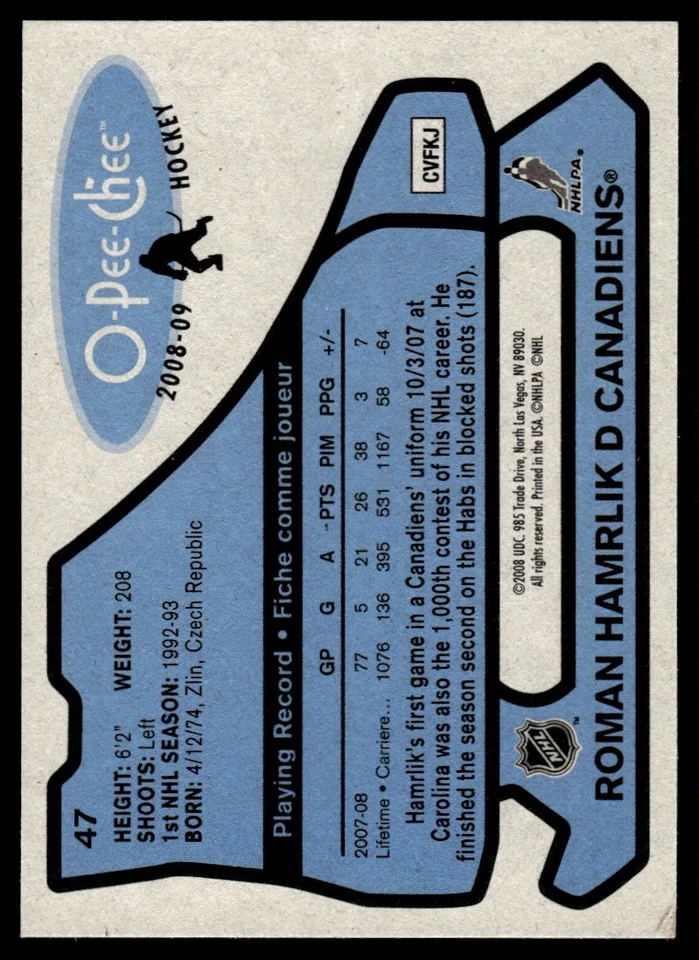 47
HEIGHT: 6'2" WEIGHT: 208
SHOOTS: Left
1st NHL SEASON: 1992-93
BORN: 4/12/74, Zlin, Czech Republic
O-Pee-Chee™
2008-09 HOCKEY
Playing Record • Fiche comme joueur
GP G A - PTS PIM PPG +/-
2007-08 77 5 21 26 38 3 7
Lifetime • Carriere... 1076 136 395 531 1167 58 -64
Hamrlik's first game in a Canadiens' uniform 10/3/07 at
Carolina was also the 1,000th contest of his NHL career. He
finished the season second on the Habs in blocked shots (187).
CVFKJ
NHL™
©2008 UDC. 985 Trade Drive, North Las Vegas, NV 89030.
All rights reserved. Printed in the USA. ©NHLPA ©NHL
NHLPA.
ROMAN HAMRLIK D CANADIENS®